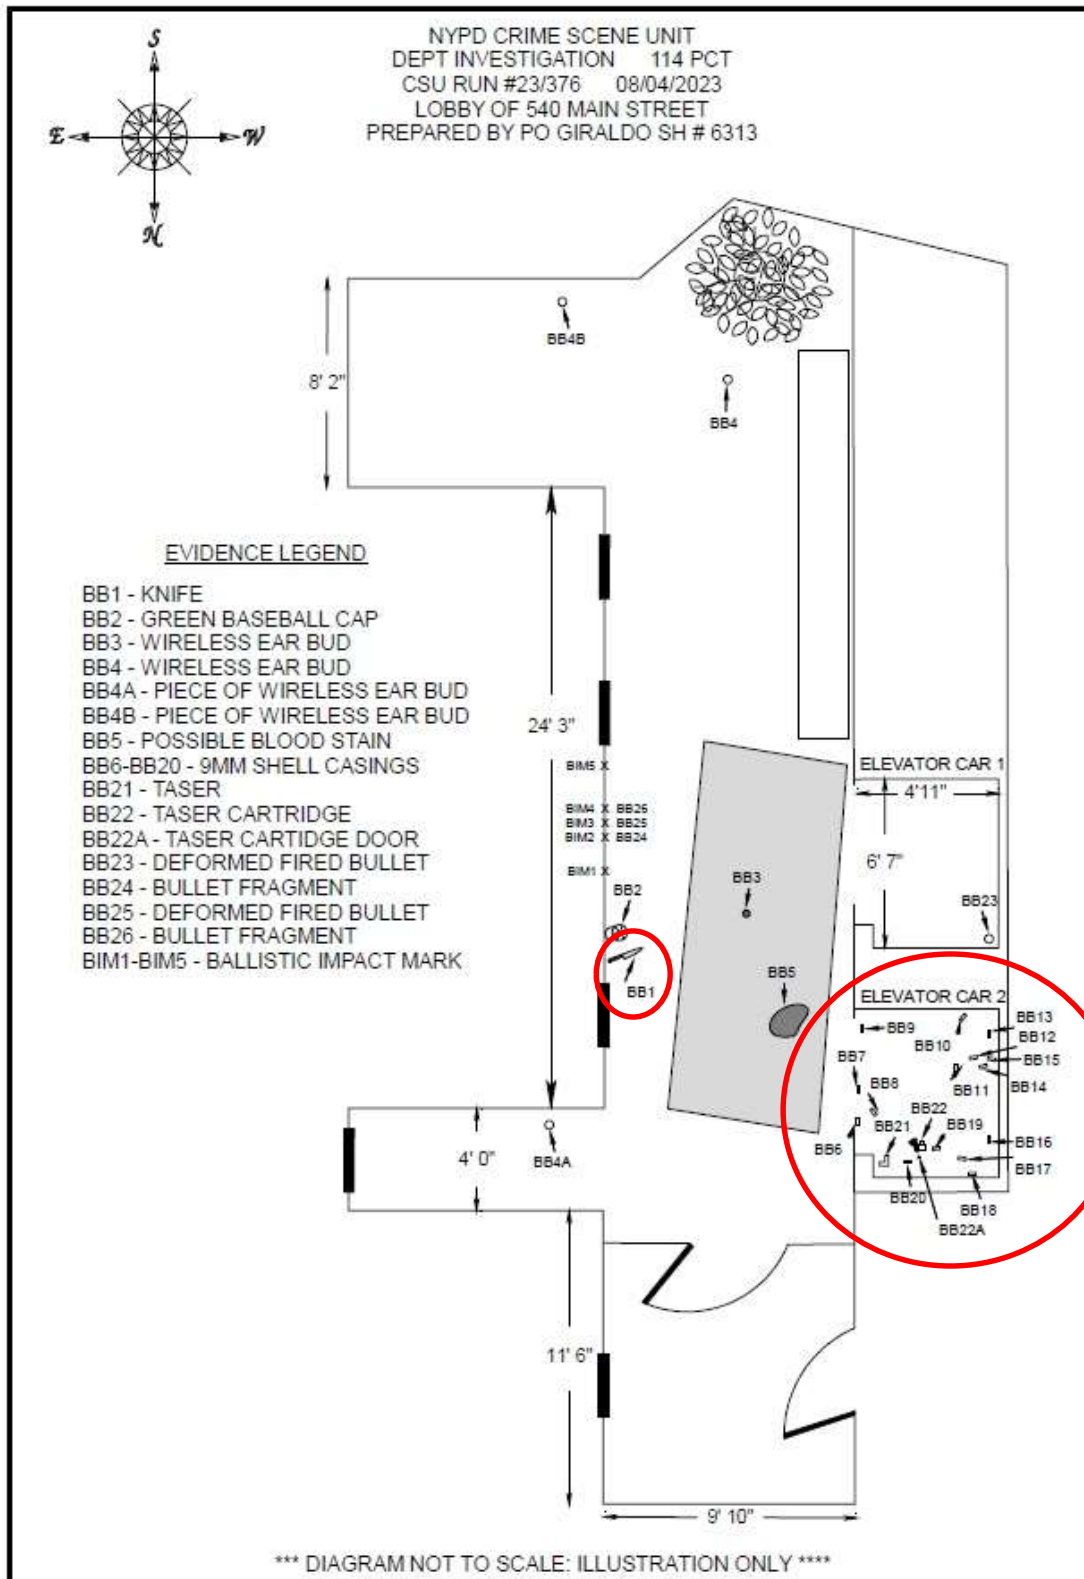 NYPD CRIME SCENE UNIT
DEPT INVESTIGATION 114 PCT
CSU RUN #23/376 08/04/2023
LOBBY OF 540 MAIN STREET
PREPARED BY PO GIRALDO SH # 6313
S
E W
N
BB4B
8' 2"
BB4
EVIDENCE LEGEND
BB1 - KNIFE
BB2 - GREEN BASEBALL CAP
BB3 - WIRELESS EAR BUD
BB4 - WIRELESS EAR BUD
BB4A - PIECE OF WIRELESS EAR BUD
BB4B - PIECE OF WIRELESS EAR BUD
BB5 - POSSIBLE BLOOD STAIN
BB6-BB20 - 9MM SHELL CASINGS
BB21 - TASER
BB22 - TASER CARTRIDGE
BB22A - TASER CARTIDGE DOOR
BB23 - DEFORMED FIRED BULLET
BB24 - BULLET FRAGMENT
BB25 - DEFORMED FIRED BULLET
BB26 - BULLET FRAGMENT
BIM1-BIM5 - BALLISTIC IMPACT MARK
24' 3"
BIM5 X
BIM4 X BB26
BIM3 X BB25
BIM2 X BB24
BIM1 X
ELEVATOR CAR 1
4'11"
6' 7"
BB3
BB2
BB23
BB1
BB5
ELEVATOR CAR 2
BB9
BB10
BB13
BB12
BB15
BB14
BB11
BB7
BB8
BB22
BB21
BB19
BB6
BB16
BB17
BB20
BB18
BB22A
4' 0"
BB4A
11' 6"
9' 10"
*** DIAGRAM NOT TO SCALE: ILLUSTRATION ONLY ****